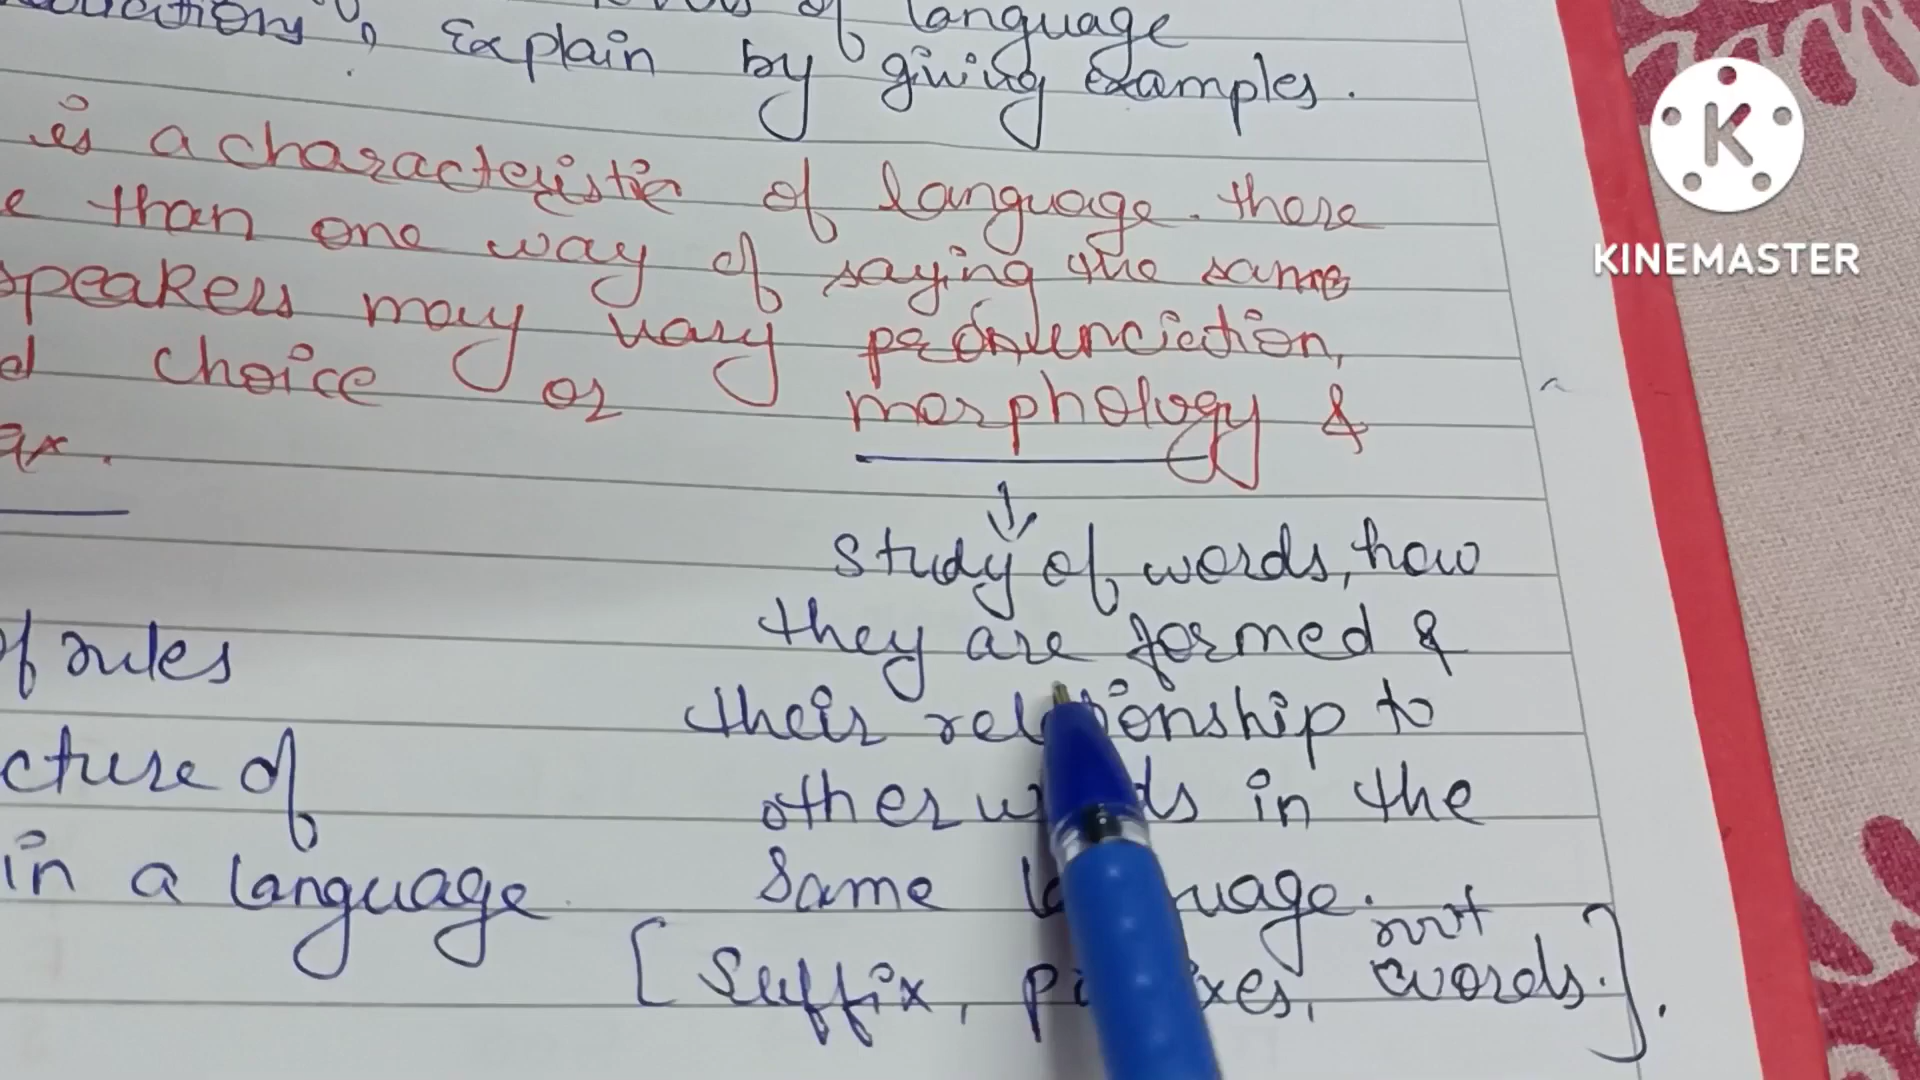 of language
Explain by giving examples.
is a characteristic of language. there
than one way of saying the same
speakers may vary pronunciation,
choice or morphology &
study of words, how
they are formed &
of rules
their relationship to
cture of
other words in the
in a language
same language.
[Suffix, prefixes, root words.].
K
KINEMASTER